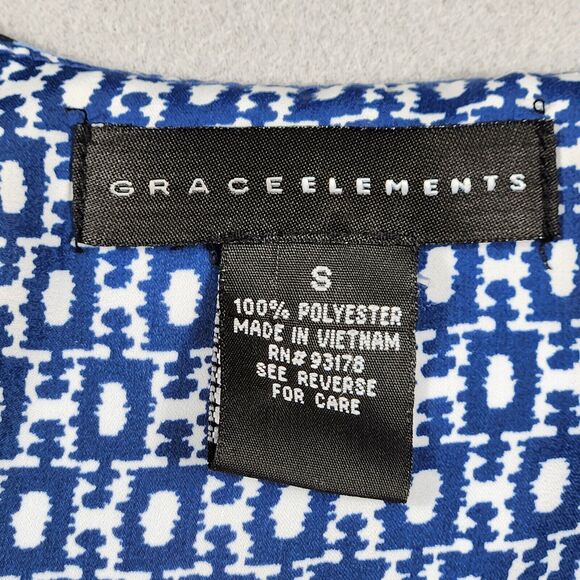 GRACEELEMENTS
S
100% POLYESTER
MADE IN VIETNAM
RN# 93178
SEE REVERSE
FOR CARE